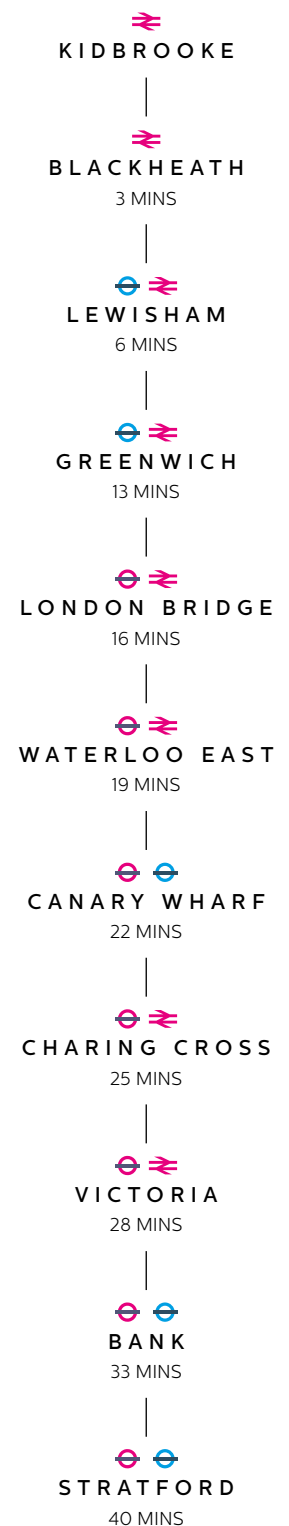 KIDBROOKE
BLACKHEATH
3 MINS
LEWISHAM
6 MINS
GREENWICH
13 MINS
LONDON BRIDGE
16 MINS
WATERLOO EAST
19 MINS
CANARY WHARF
22 MINS
CHARING CROSS
25 MINS
VICTORIA
28 MINS
BANK
33 MINS
STRATFORD
40 MINS